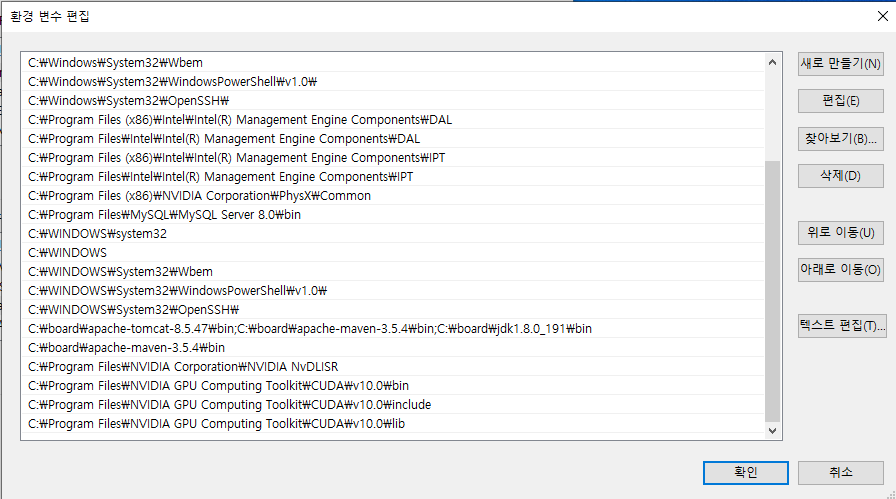 환경 변수 편집
C:₩Windows₩System32₩Wbem
C:₩Windows₩System32₩WindowsPowerShell₩v1.0₩
C:₩Windows₩System32₩OpenSSH₩
C:₩Program Files (x86)₩Intel₩Intel(R) Management Engine Components₩DAL
C:₩Program Files₩Intel₩Intel(R) Management Engine Components₩DAL
C:₩Program Files (x86)₩Intel₩Intel(R) Management Engine Components₩IPT
C:₩Program Files₩Intel₩Intel(R) Management Engine Components₩IPT
C:₩Program Files (x86)₩NVIDIA Corporation₩PhysX₩Common
C:₩Program Files₩MySQL₩MySQL Server 8.0₩bin
C:₩WINDOWS₩system32
C:₩WINDOWS
C:₩WINDOWS₩System32₩Wbem
C:₩WINDOWS₩System32₩WindowsPowerShell₩v1.0₩
C:₩WINDOWS₩System32₩OpenSSH₩
C:₩board₩apache-tomcat-8.5.47₩bin;C:₩board₩apache-maven-3.5.4₩bin;C:₩board₩jdk1.8.0_191₩bin
C:₩board₩apache-maven-3.5.4₩bin
C:₩Program Files₩NVIDIA Corporation₩NVIDIA NvDLISR
C:₩Program Files₩NVIDIA GPU Computing Toolkit₩CUDA₩v10.0₩bin
C:₩Program Files₩NVIDIA GPU Computing Toolkit₩CUDA₩v10.0₩include
C:₩Program Files₩NVIDIA GPU Computing Toolkit₩CUDA₩v10.0₩lib
새로 만들기(N)
편집(E)
찾아보기(B)...
삭제(D)
위로 이동(U)
아래로 이동(O)
텍스트 편집(T)...
확인
취소